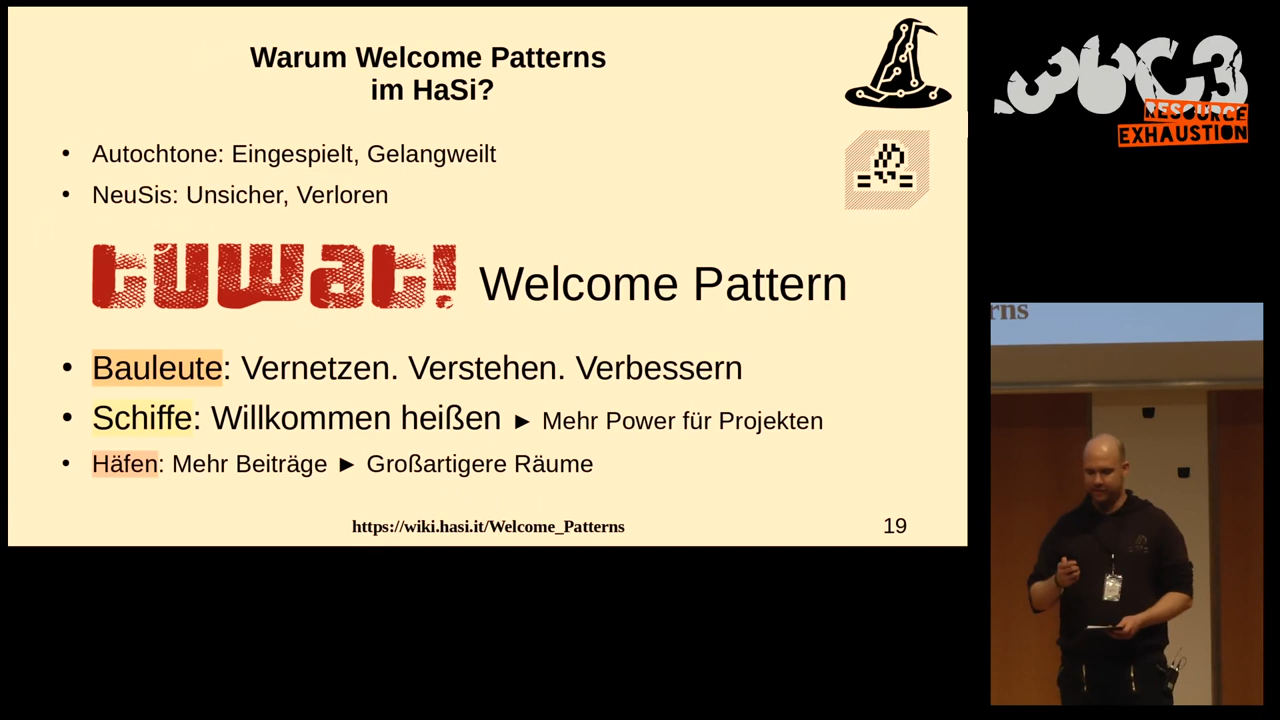 Warum Welcome Patterns
im HaSi?
• Autochtone: Eingespielt, Gelangweilt
• NeuSis: Unsicher, Verloren
tuwat! Welcome Pattern
• Bauleute: Vernetzen. Verstehen. Verbessern
• Schiffe: Willkommen heißen ► Mehr Power für Projekten
• Häfen: Mehr Beiträge ► Großartigere Räume
https://wiki.hasi.it/Welcome_Patterns
19
36C3
RESOURCE
EXHAUSTION
rns